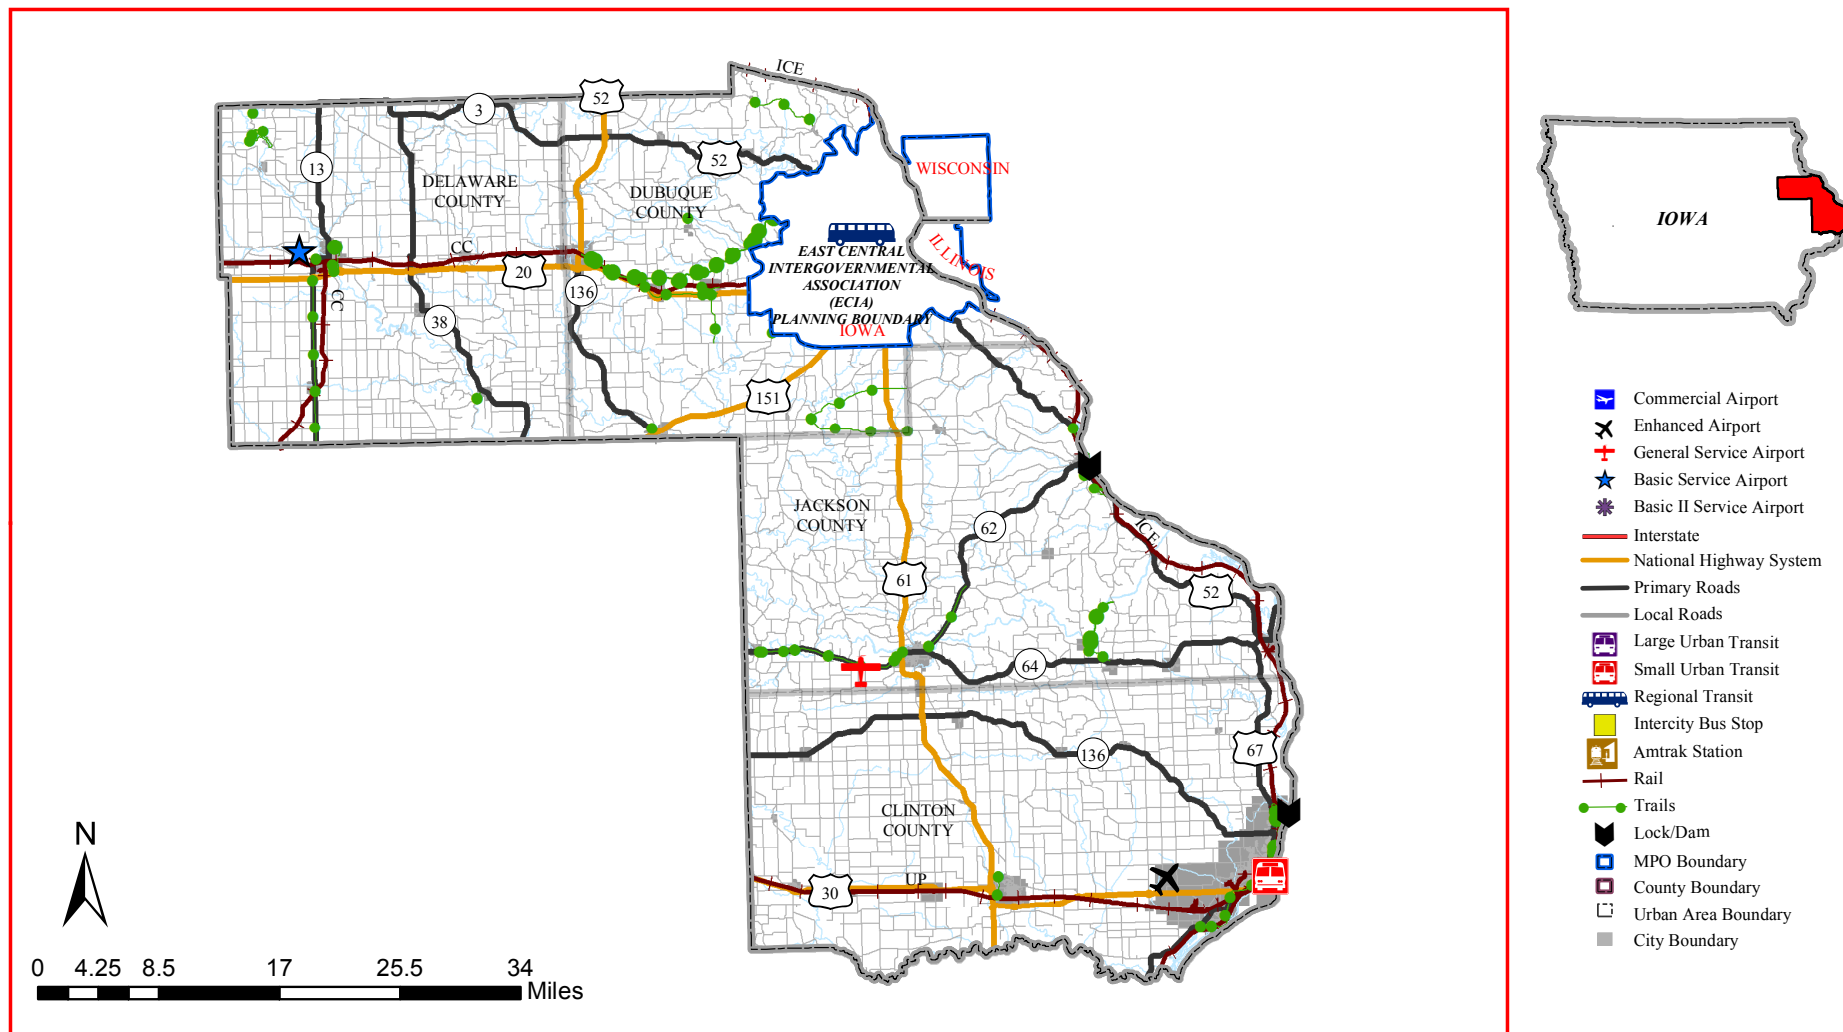 ICE
52
3
52
13
WISCONSIN
DELAWARE
COUNTY
DUBUQUE
COUNTY
ILLINOIS
CC
EAST CENTRAL
INTERGOVERNMENTAL
ASSOCIATION
(ECIA)
PLANNING BOUNDARY
IOWA
20
CC
136
38
151
JACKSON
COUNTY
62
ICE
61
52
64
67
136
CLINTON
COUNTY
UP
30
N
0 4.25 8.5 17 25.5 34
Miles
IOWA
Commercial Airport
Enhanced Airport
General Service Airport
Basic Service Airport
Basic II Service Airport
Interstate
National Highway System
Primary Roads
Local Roads
Large Urban Transit
Small Urban Transit
Regional Transit
Intercity Bus Stop
Amtrak Station
Rail
Trails
Lock/Dam
MPO Boundary
County Boundary
Urban Area Boundary
City Boundary